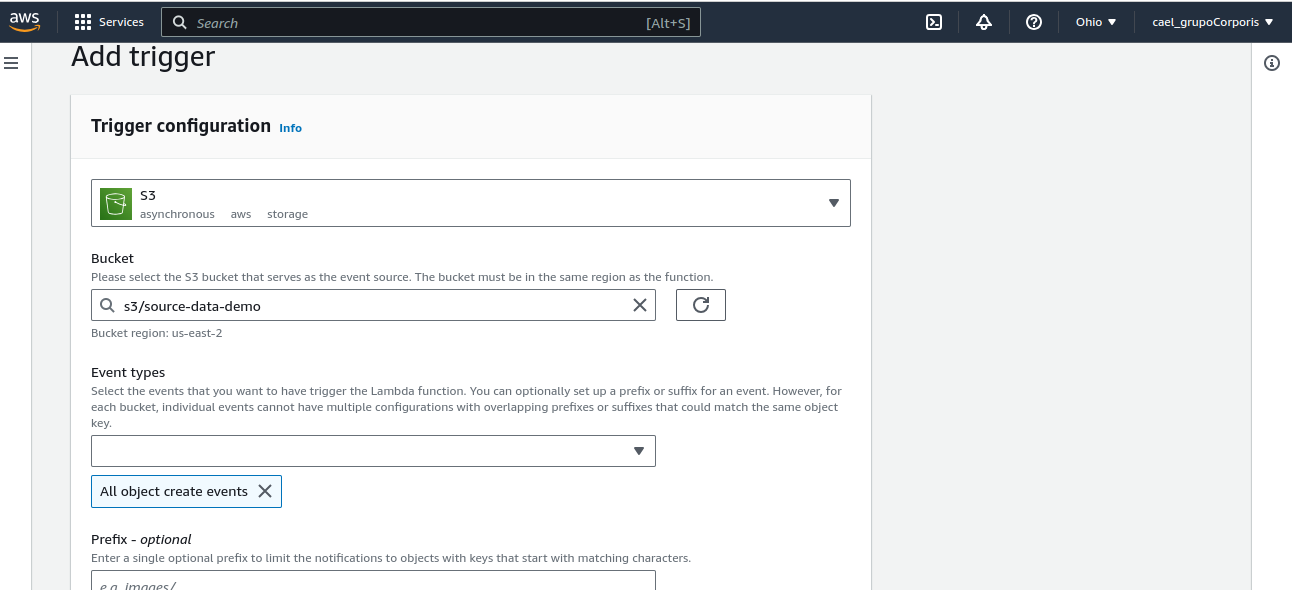 aws Services Search [Alt+S] Ohio cael_grupoCorporis
Add trigger
Trigger configuration Info
S3
asynchronous aws storage
Bucket
Please select the S3 bucket that serves as the event source. The bucket must be in the same region as the function.
s3/source-data-demo
Bucket region: us-east-2
Event types
Select the events that you want to have trigger the Lambda function. You can optionally set up a prefix or suffix for an event. However, for
each bucket, individual events cannot have multiple configurations with overlapping prefixes or suffixes that could match the same object
key.
All object create events
Prefix - optional
Enter a single optional prefix to limit the notifications to objects with keys that start with matching characters.
e.g. images/